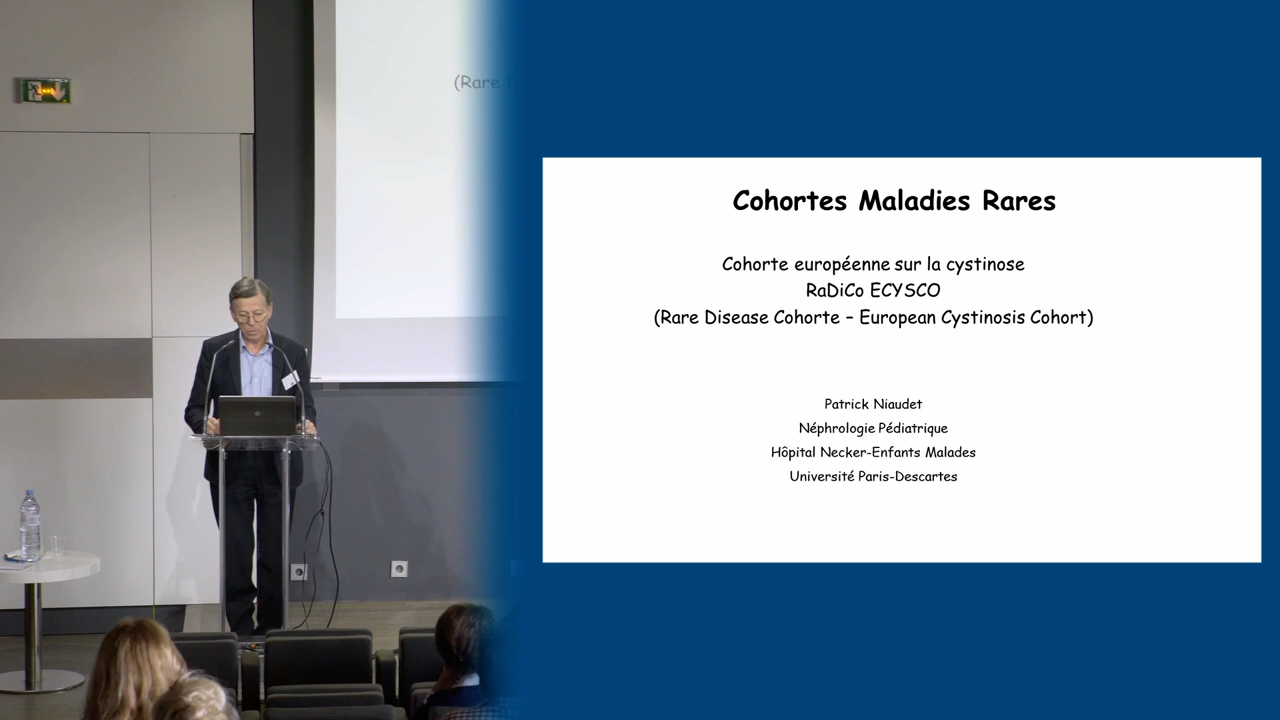 (Rare
Cohortes Maladies Rares
Cohorte européenne sur la cystinose
RaDiCo ECYSCO
(Rare Disease Cohorte – European Cystinosis Cohort)
Patrick Niaudet
Néphrologie Pédiatrique
Hôpital Necker-Enfants Malades
Université Paris-Descartes